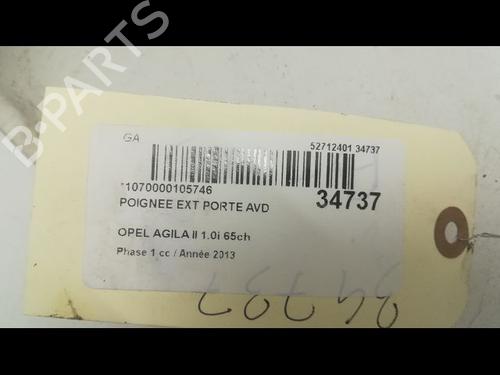 GA
52712401 34737
*1070000105746
34737
POIGNEE EXT PORTE AVD
OPEL AGILA II 1.0i 65ch
Phase 1 cc / Année 2013